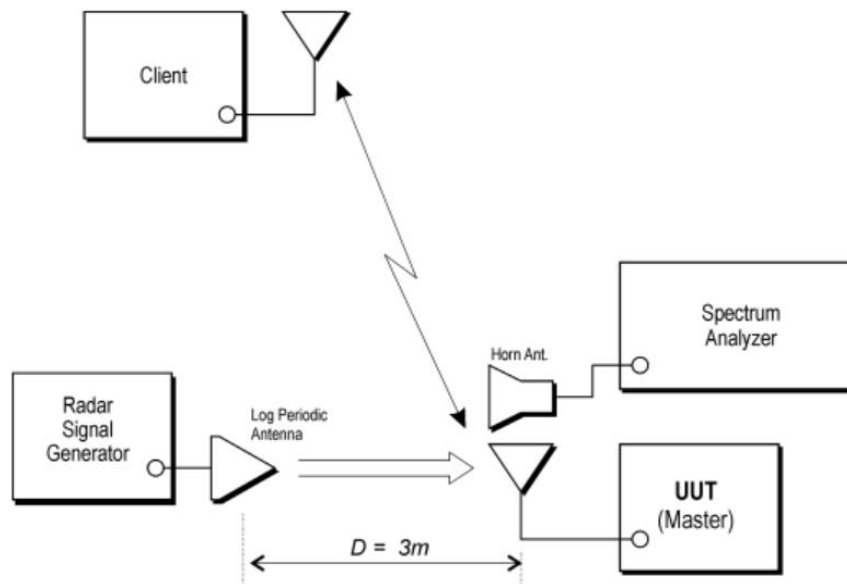 Client
Spectrum
Analyzer
Horn Ant.
Radar
Signal
Generator
Log Periodic
Antenna
UUT
(Master)
D = 3m